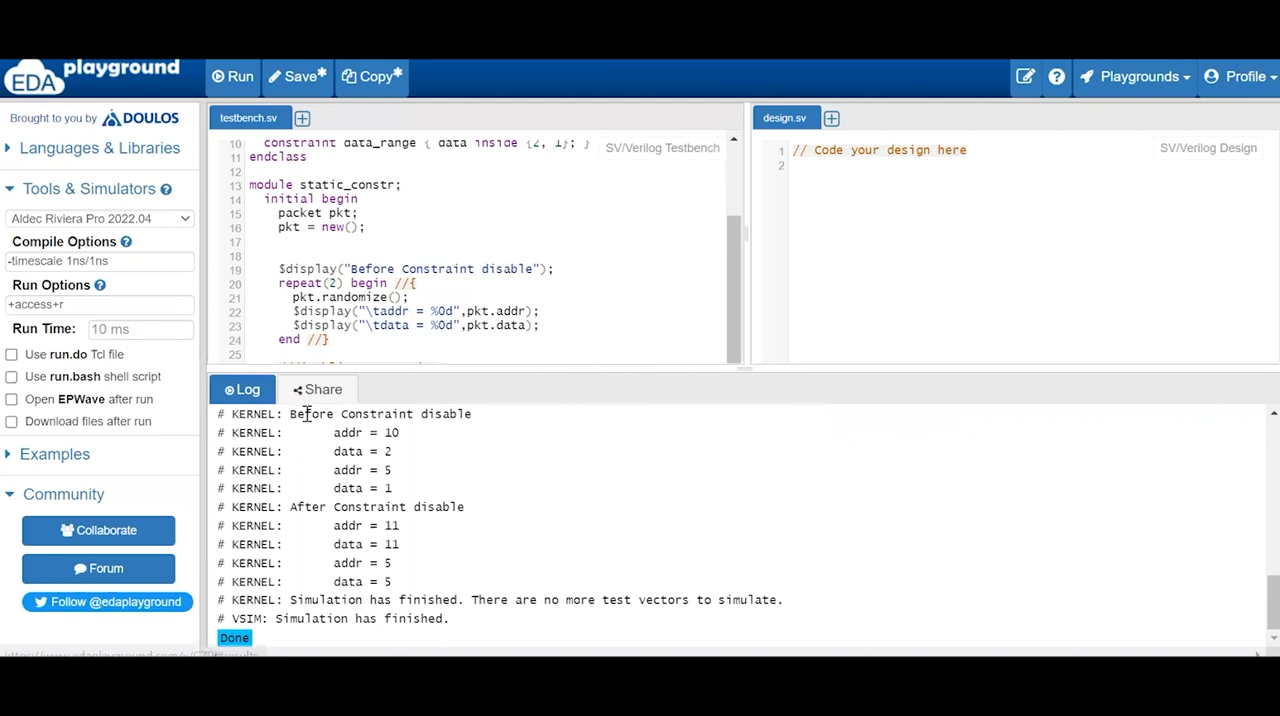 EDA playground
Run
Save*
Copy*
Playgrounds
Profile
Brought to you by DOULOS
Languages & Libraries
Tools & Simulators
Aldec Riviera Pro 2022.04
Compile Options
-timescale 1ns/1ns
Run Options
+access+r
Run Time: 10 ms
Use run.do Tcl file
Use run.bash shell script
Open EPWave after run
Download files after run
Examples
Community
Collaborate
Forum
Follow @edaplayground
testbench.sv
SV/Verilog Testbench
10 constraint data_range { data inside {2, 1}; }
11 endclass
12
13 module static_constr;
14 initial begin
15 packet pkt;
16 pkt = new();
17
18
19 $display("Before Constraint disable");
20 repeat(2) begin //{
21 pkt.randomize();
22 $display("\taddr = %0d",pkt.addr);
23 $display("\tdata = %0d",pkt.data);
24 end //}
25
design.sv
SV/Verilog Design
1 // Code your design here
2
Log
Share
# KERNEL: Before Constraint disable
# KERNEL: addr = 10
# KERNEL: data = 2
# KERNEL: addr = 5
# KERNEL: data = 1
# KERNEL: After Constraint disable
# KERNEL: addr = 11
# KERNEL: data = 11
# KERNEL: addr = 5
# KERNEL: data = 5
# KERNEL: Simulation has finished. There are no more test vectors to simulate.
# VSIM: Simulation has finished.
Done